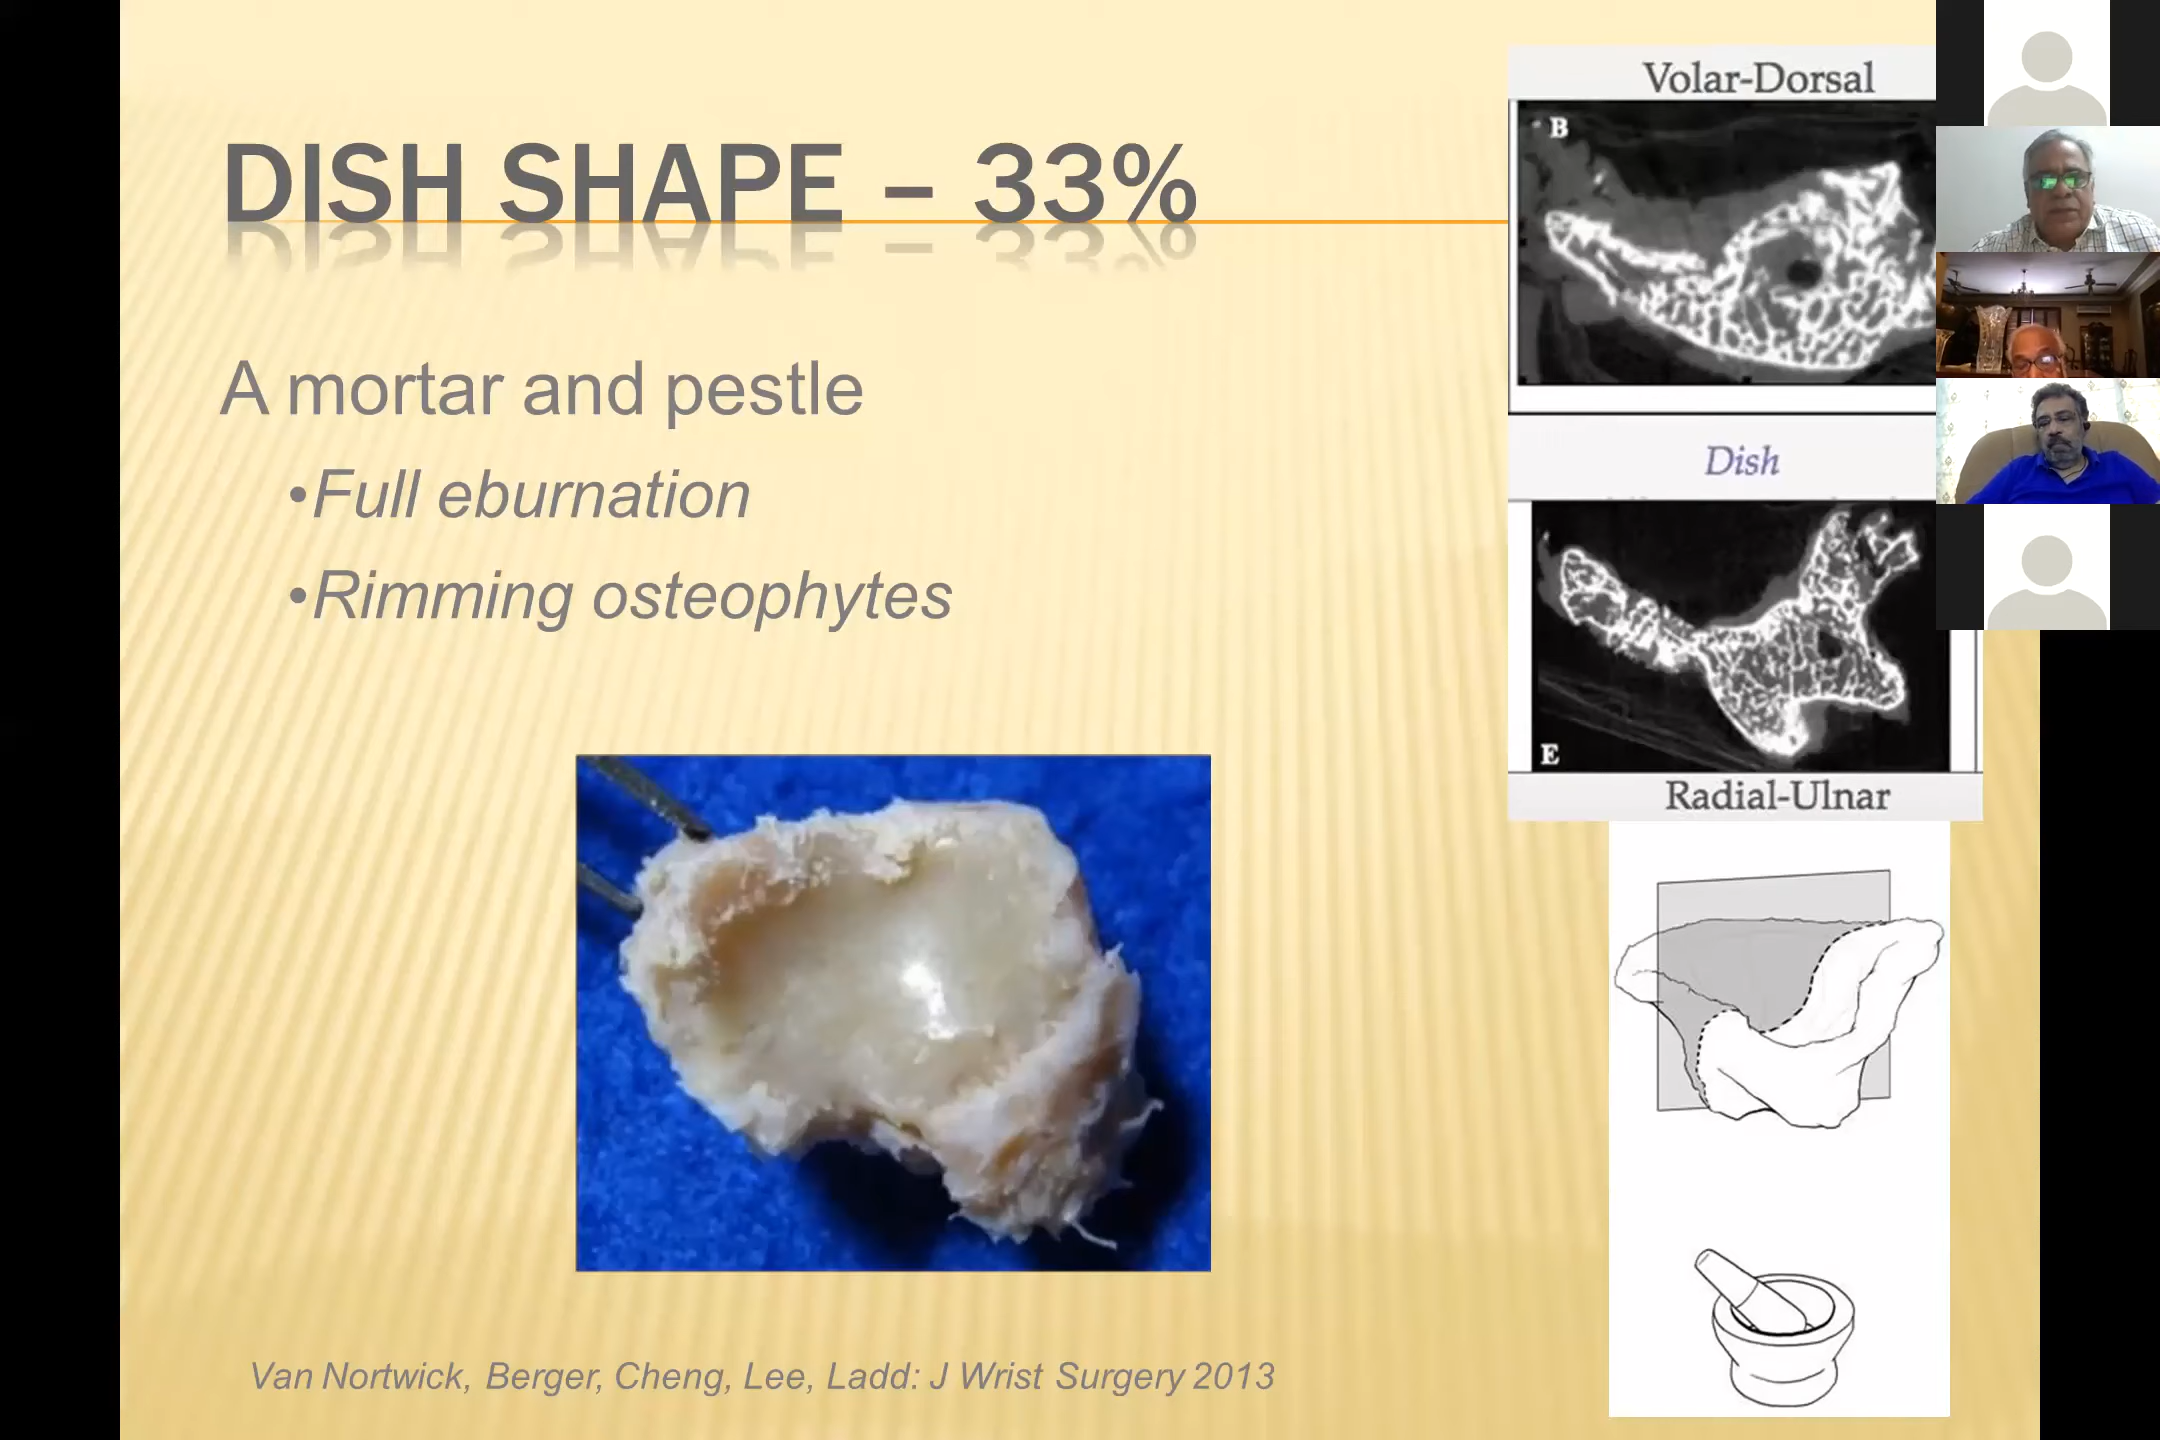 DISH SHAPE – 33%
A mortar and pestle
•Full eburnation
•Rimming osteophytes
Van Nortwick, Berger, Cheng, Lee, Ladd: J Wrist Surgery 2013
Volar-Dorsal
B
Dish
E
Radial-Ulnar